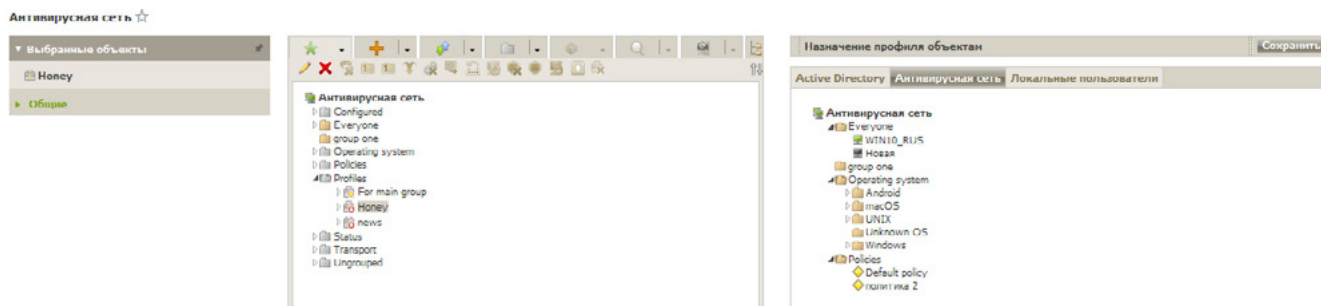 Антивирусная сеть
Выбранные объекты
Honey
Общие
Антивирусная сеть
Configured
Everyone
group one
Operating system
Policies
Profiles
For main group
Honey
news
Status
Transport
Ungrouped
Назначение профиля объектам
Сохранить
Active Directory Антивирусная сеть Локальные пользователи
Антивирусная сеть
Everyone
WIN10_RUS
Новая
group one
Operating system
Android
macOS
UNIX
Unknown OS
Windows
Policies
Default policy
политика 2